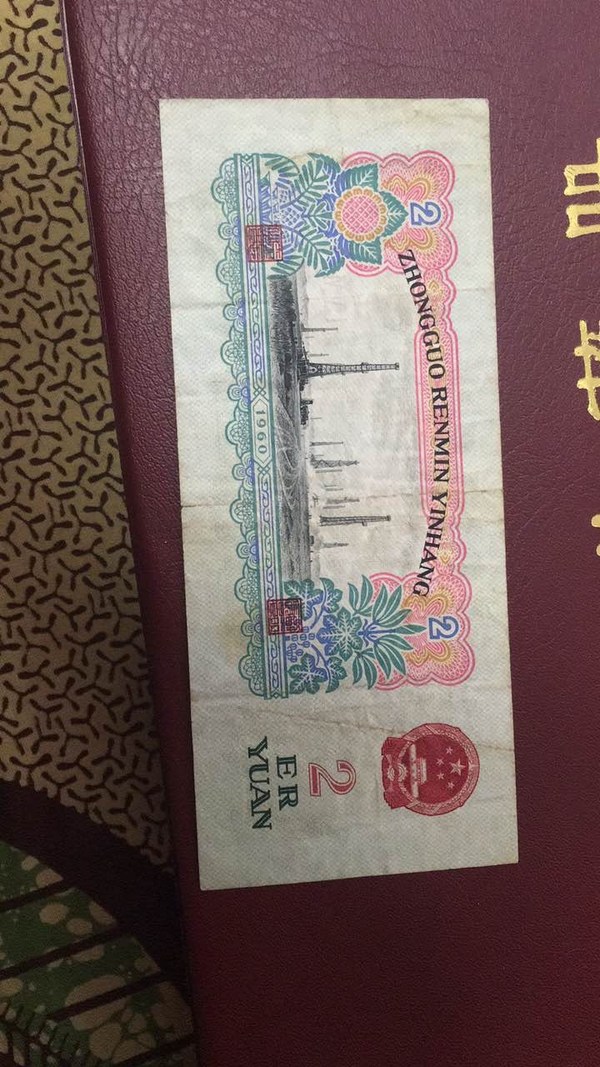 2
ZHONGGUO RENMIN YINHANG
2
1960
2
ER
YUAN